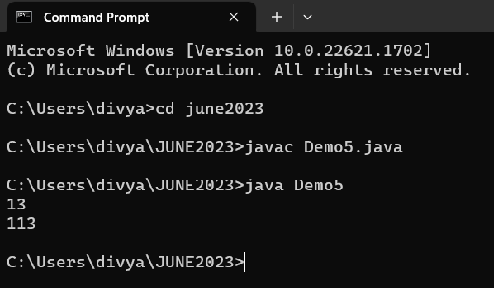 Command Prompt
Microsoft Windows [Version 10.0.22621.1702]
(c) Microsoft Corporation. All rights reserved.
C:\Users\divya>cd june2023
C:\Users\divya\JUNE2023>javac Demo5.java
C:\Users\divya\JUNE2023>java Demo5
13
113
C:\Users\divya\JUNE2023>